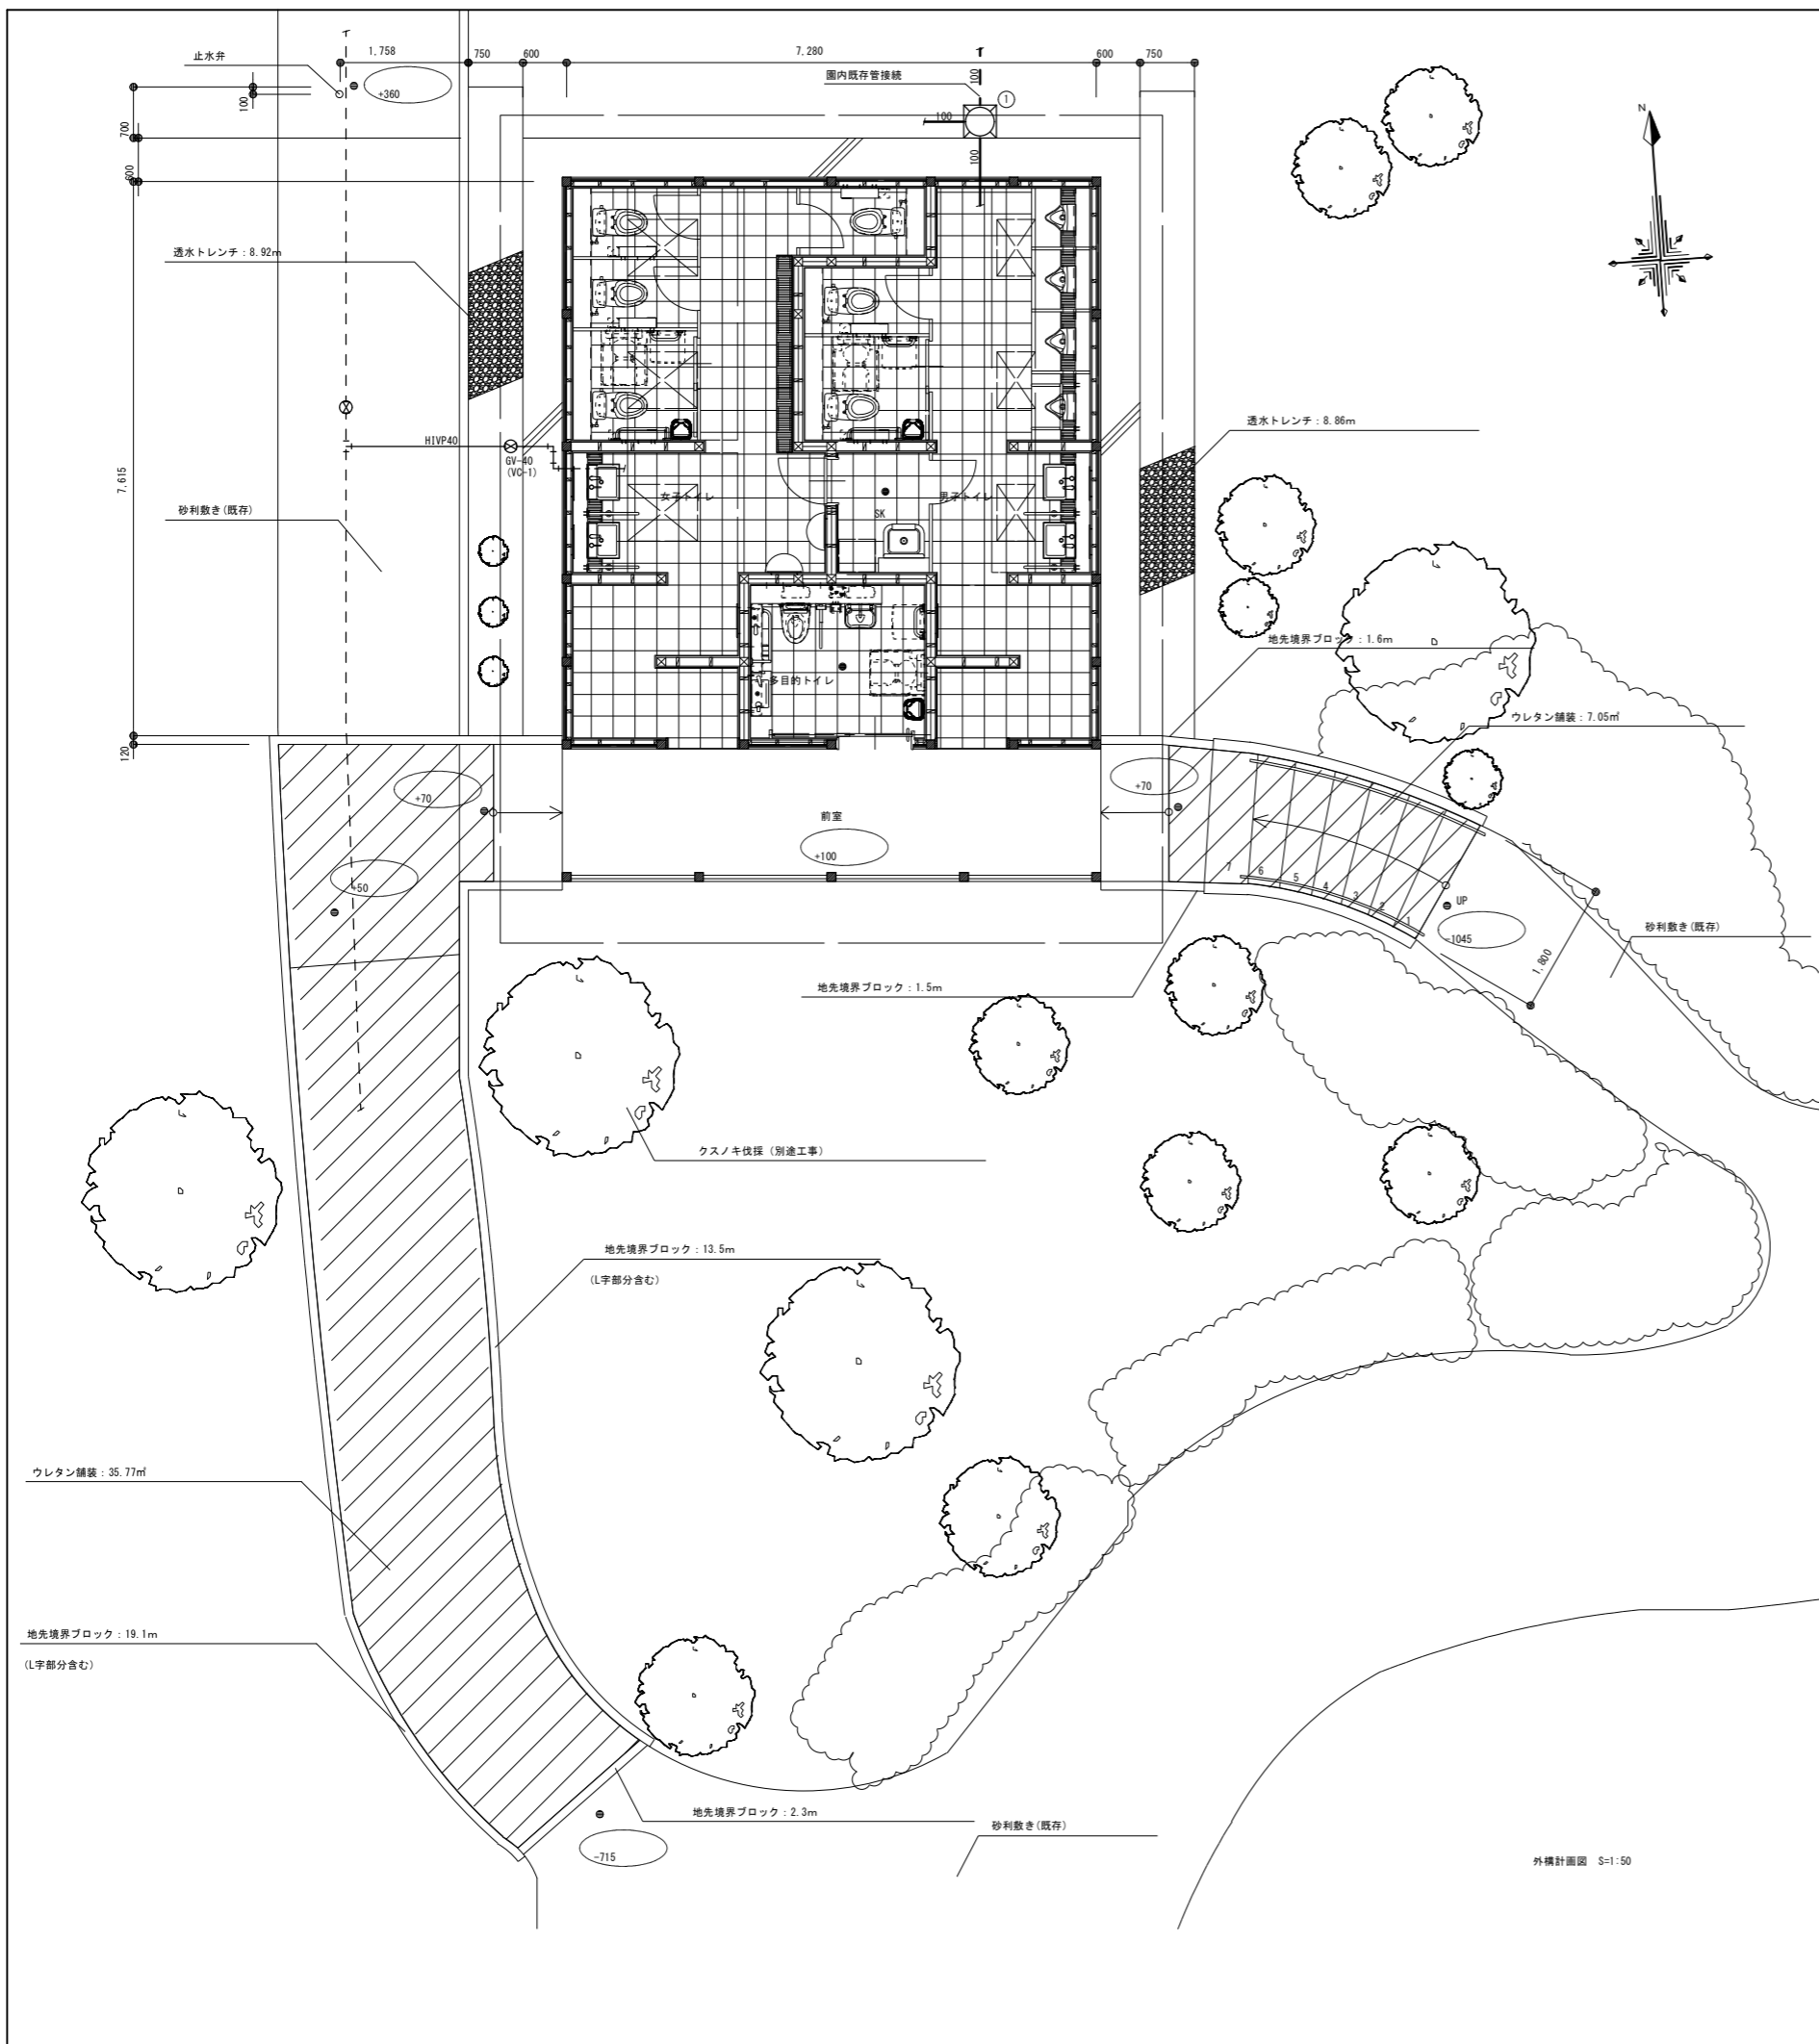 止水弁
1,758
750
600
7,280
600
750
+360
100
700
600
園内既存管接続
100
1
100
100
N
透水トレンチ：8.92m
透水トレンチ：8.86m
HIVP40
GV-40
(VC-1)
7,615
砂利敷き(既存)
女子トイレ
男子トイレ
SK
地先境界ブロック：1.6m
多目的トイレ
ウレタン舗装：7.05㎡
120
+70
+70
前室
+100
+50
7
6
5
4
3
2
1
UP
-1045
1,800
砂利敷き(既存)
地先境界ブロック：1.5m
クスノキ伐採（別途工事）
地先境界ブロック：13.5m
(L字部分含む)
ウレタン舗装：35.77㎡
地先境界ブロック：19.1m
(L字部分含む)
地先境界ブロック：2.3m
砂利敷き(既存)
-715
外構計画図　S=1:50